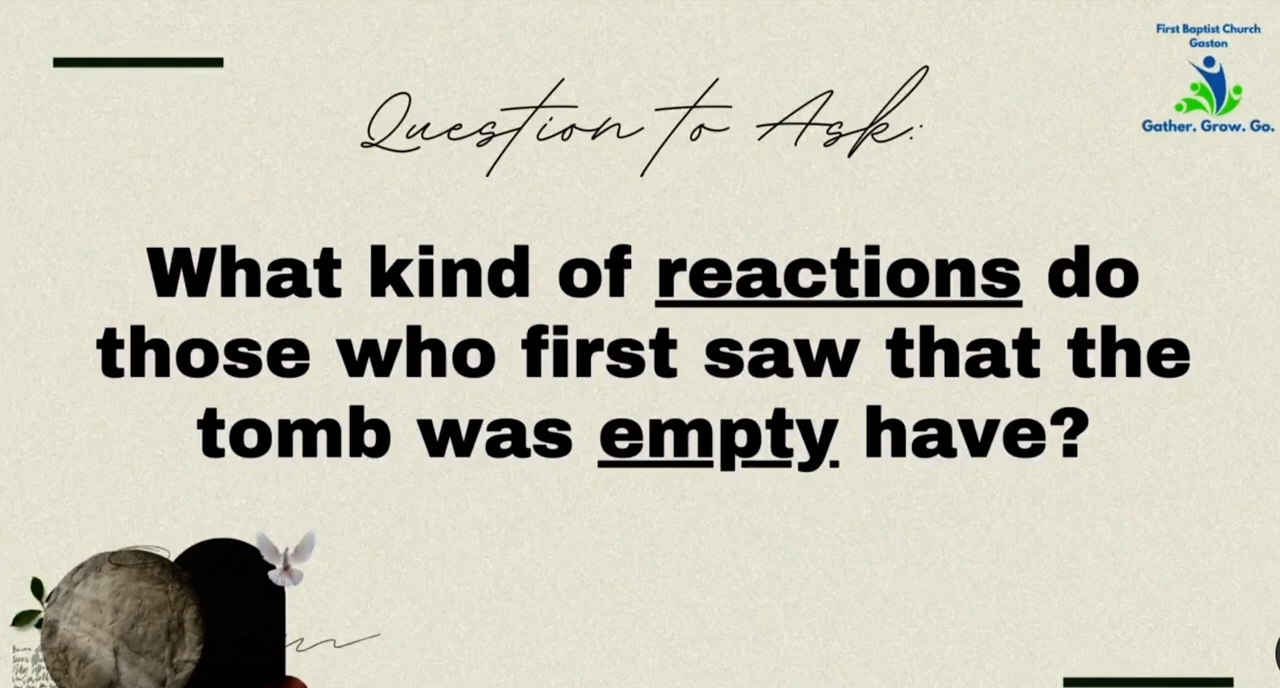 First Baptist Church
Gaston
Gather. Grow. Go.
Question to Ask:
What kind of reactions do
those who first saw that the
tomb was empty have?